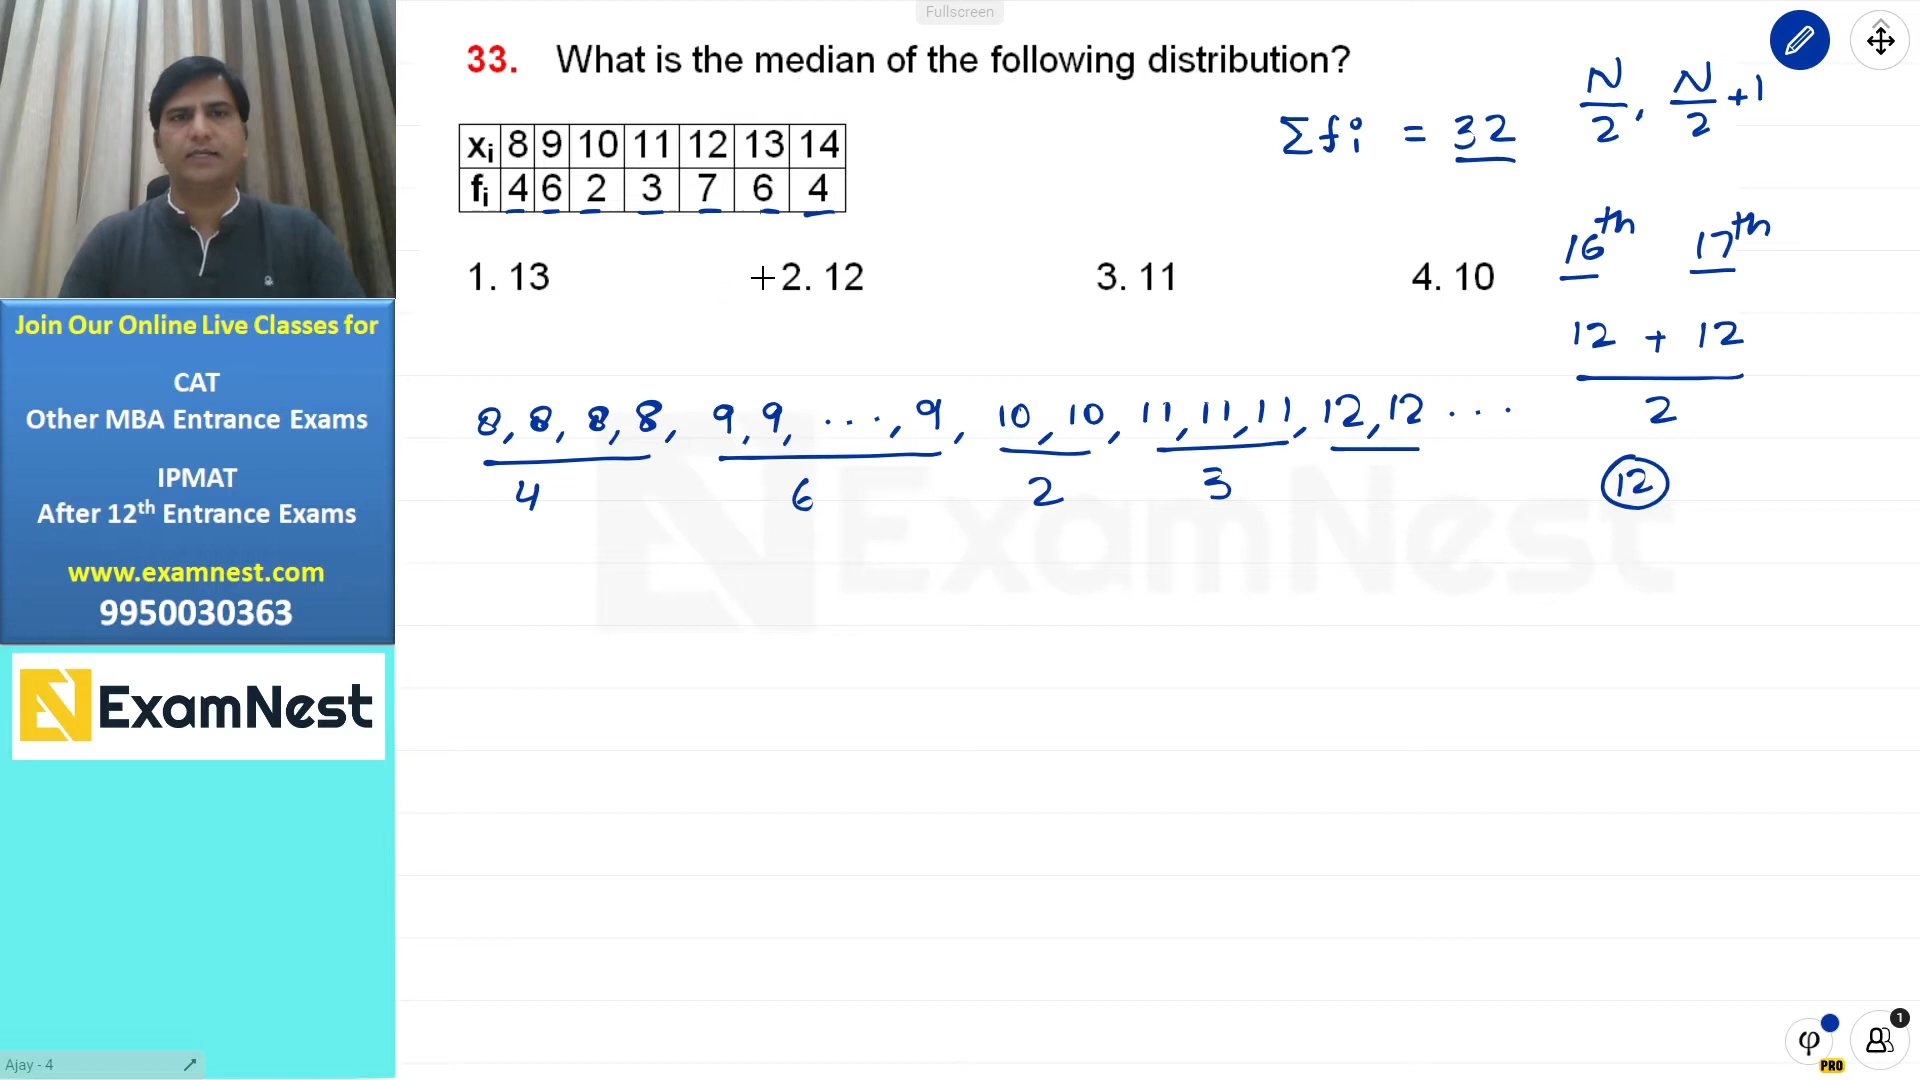 Fullscreen
33. What is the median of the following distribution?
N/2, N/2 + 1
Σfi = 32
xi 8 9 10 11 12 13 14
fi 4 6 2 3 7 6 4
16th 17th
1. 13 2. 12 3. 11 4. 10
12 + 12
2
12
8, 8, 8, 8, 9, 9, ..., 9, 10, 10, 11, 11, 11, 12, 12 ...
4 6 2 3
Join Our Online Live Classes for
CAT
Other MBA Entrance Exams
IPMAT
After 12th Entrance Exams
www.examnest.com
9950030363
ExamNest
ExamNest
Ajay - 4
φ
PRO
1